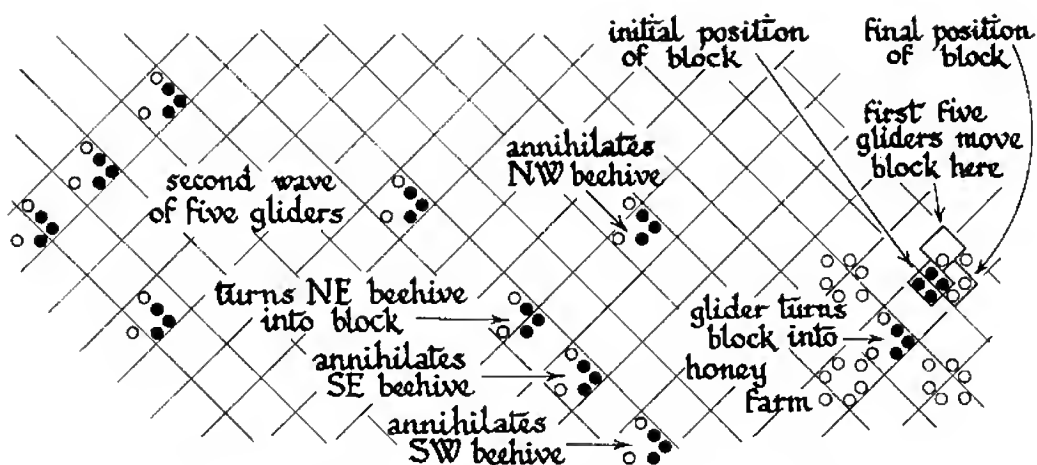 initial position
of block
final position
of block
first five
gliders move
block here
annihilates
NW beehive
second wave
of five gliders
turns NE beehive
into block
annihilates
SE beehive
annihilates
SW beehive
glider turns
block into
honey
farm